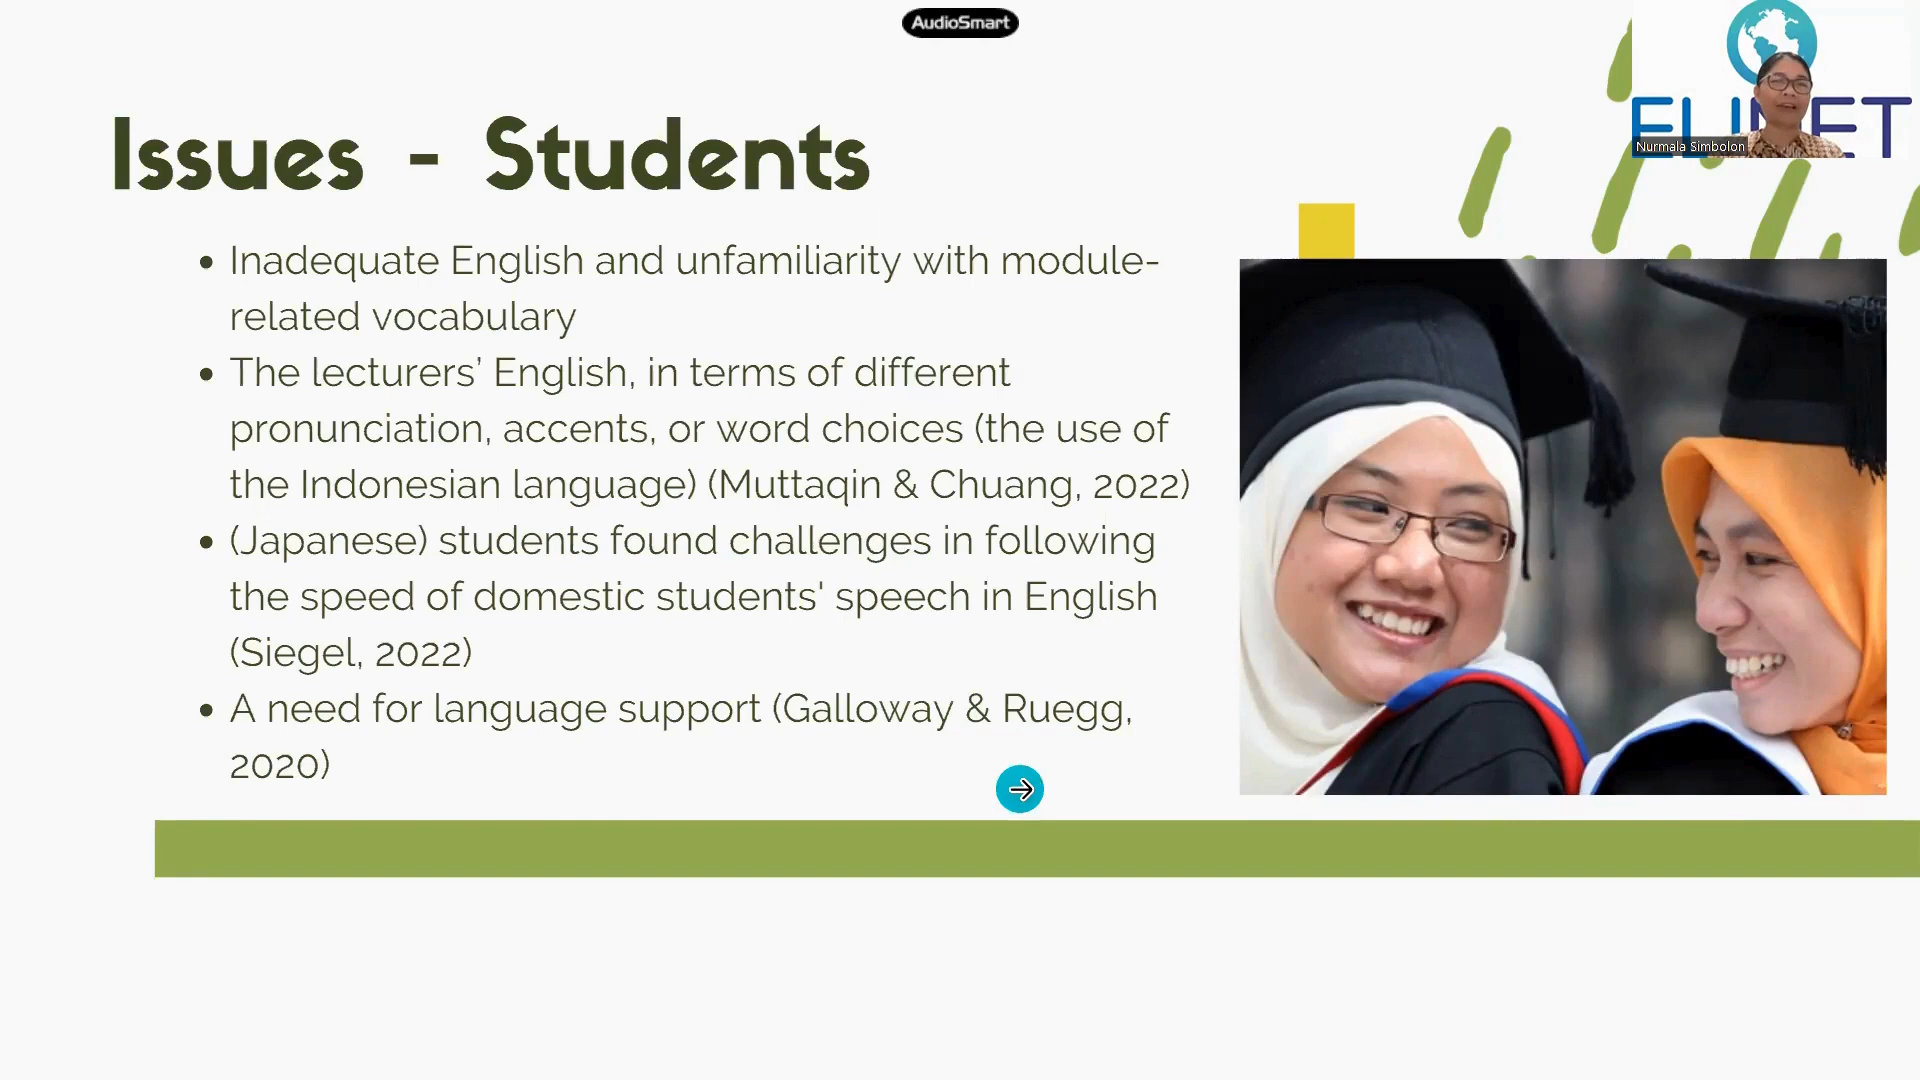 AudioSmart
Nurmala Simbolon
Issues - Students
• Inadequate English and unfamiliarity with module-
related vocabulary
• The lecturers’ English, in terms of different
pronunciation, accents, or word choices (the use of
the Indonesian language) (Muttaqin & Chuang, 2022)
• (Japanese) students found challenges in following
the speed of domestic students' speech in English
(Siegel, 2022)
• A need for language support (Galloway & Ruegg,
2020)